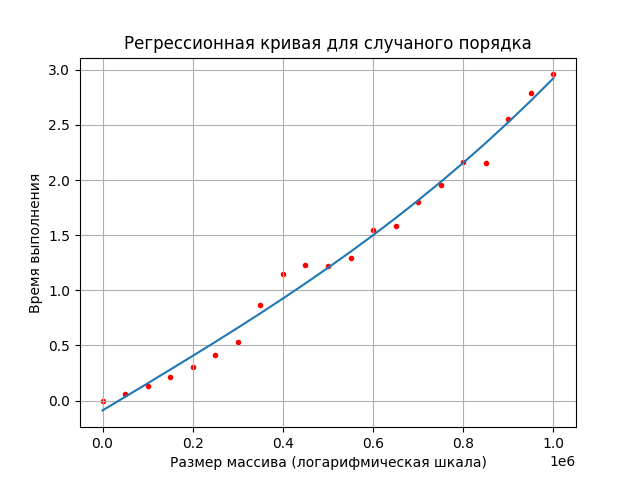 Регрессионная кривая для случаного порядка
3.0
2.5
2.0
1.5
1.0
0.5
0.0
Время выполнения
0.0 0.2 0.4 0.6 0.8 1.0
1e6
Размер массива (логарифмическая шкала)